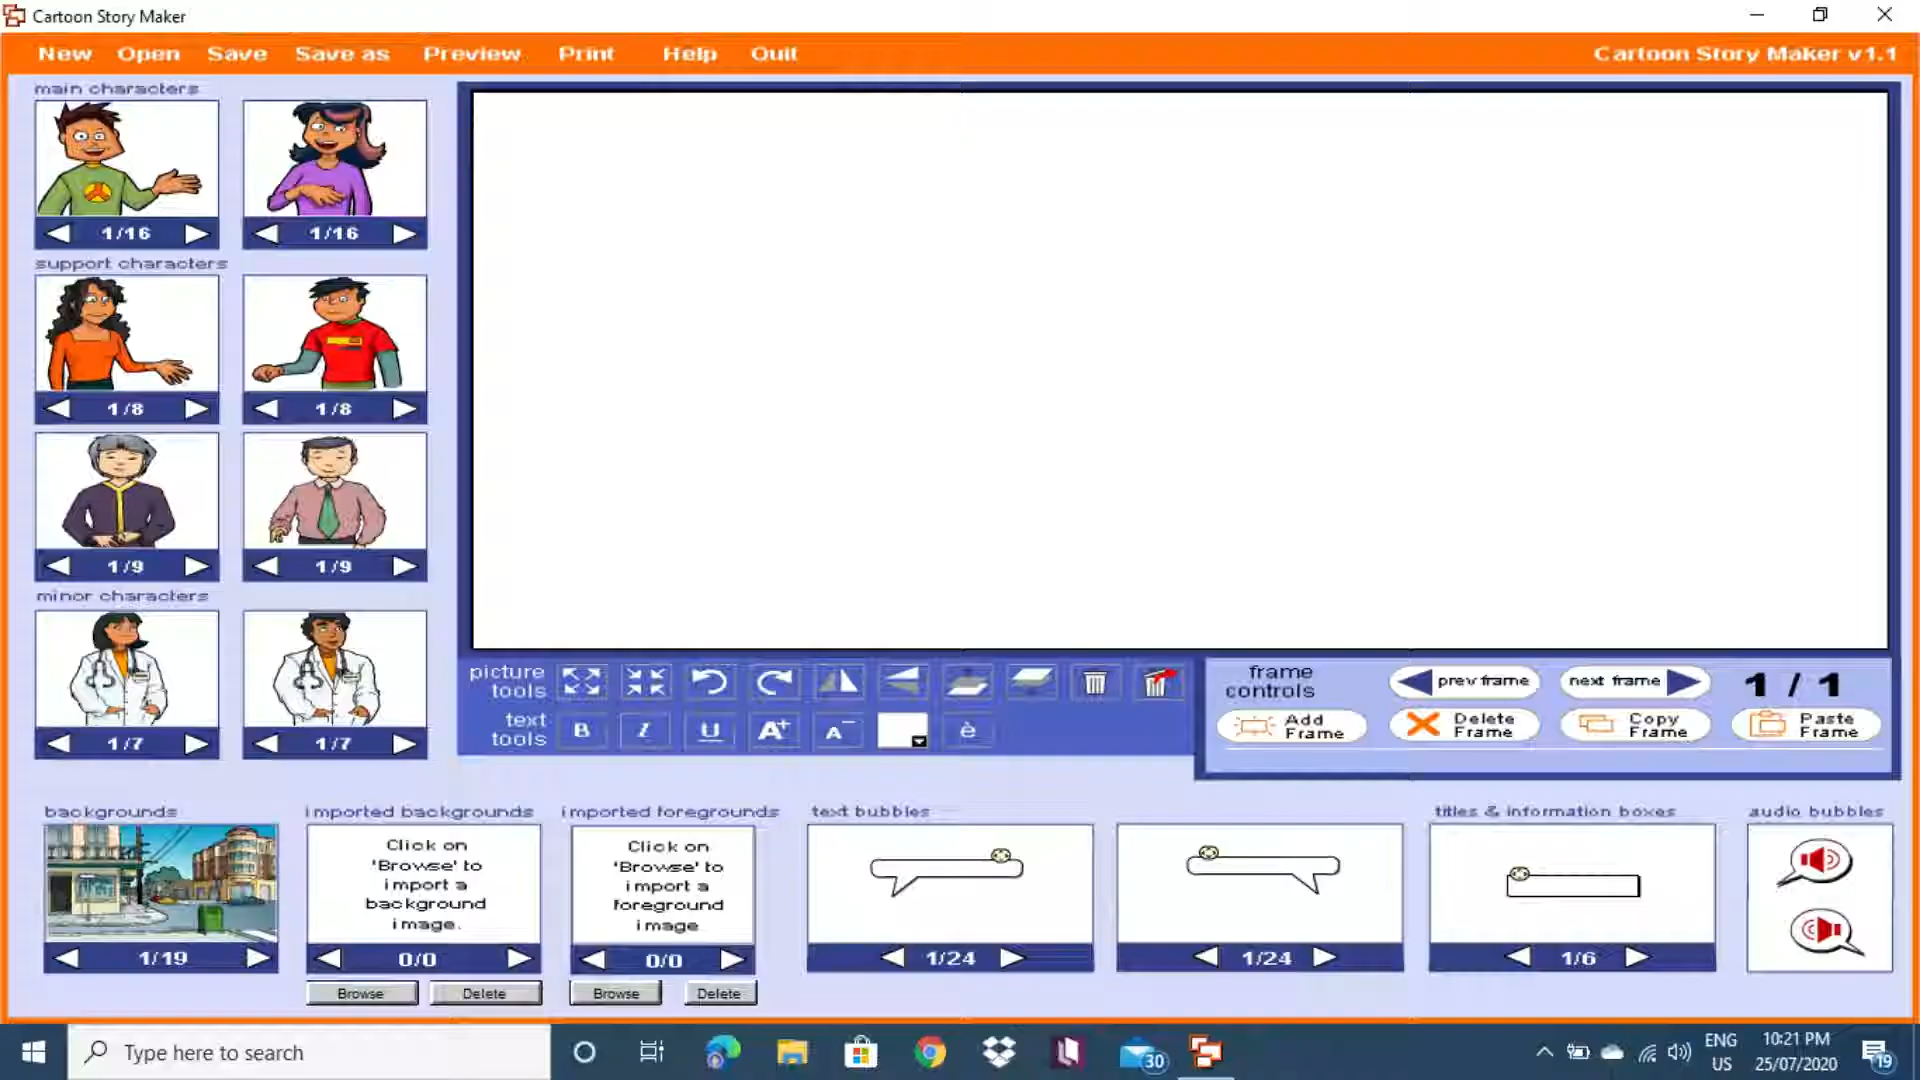 Cartoon Story Maker
New Open Save Save as Preview Print Help Quit Cartoon Story Maker v1.1
main characters
1/16 1/16
support characters
1/8 1/8
1/9 1/9
minor characters
1/7 1/7
picture tools
text tools
B I U A+ A- è
frame controls
prev frame next frame 1 / 1
Add Frame Delete Frame Copy Frame Paste Frame
backgrounds
1/19
imported backgrounds
Click on
'Browse' to
import a
background
image.
0/0
Browse Delete
imported foregrounds
Click on
'Browse' to
import a
foreground
image
0/0
Browse Delete
text bubbles
1/24 1/24
titles & information boxes
1/6
audio bubbles
Type here to search
30
ENG
US
10:21 PM
25/07/2020
19